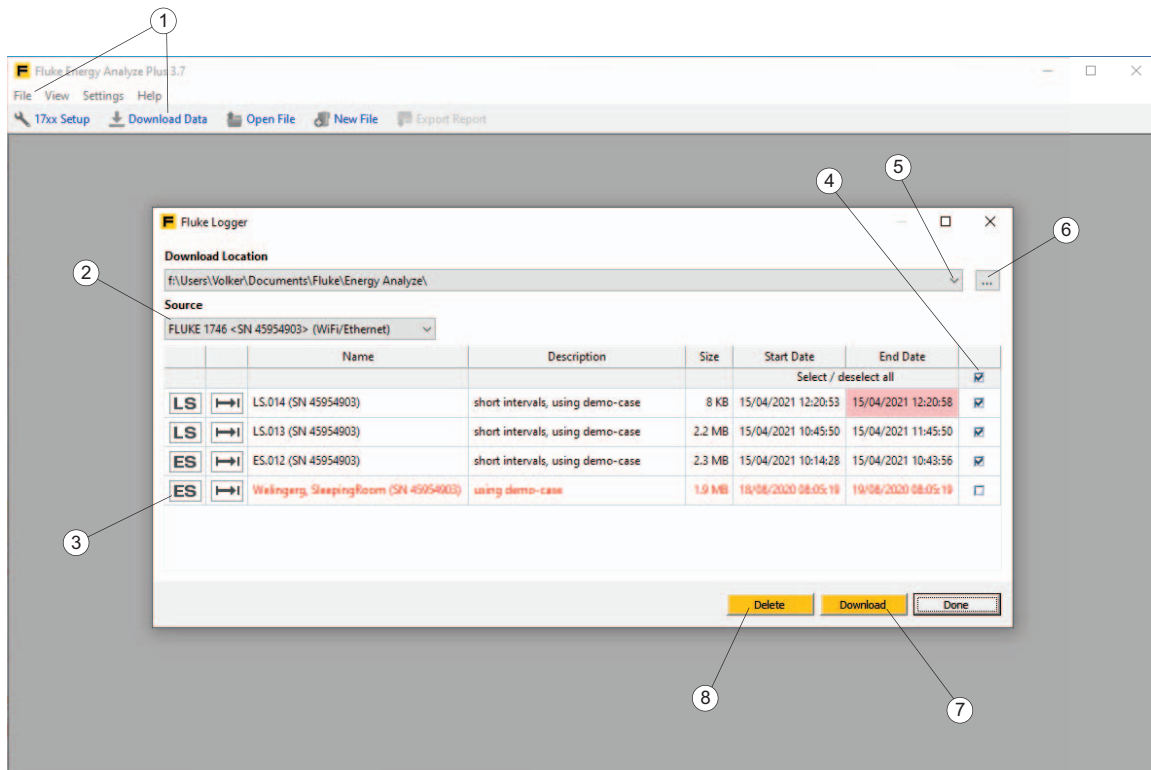 1
F Fluke Energy Analyze Plus 3.7
File View Settings Help
17xx Setup Download Data Open File New File Export Report
4
5
F Fluke Logger
6
Download Location
2
f:\Users\Volker\Documents\Fluke\Energy Analyze\ ...
Source
FLUKE 1746 <SN 45954903> (WiFi/Ethernet)
Name Description Size Start Date End Date
Select / deselect all
LS LS.014 (SN 45954903) short intervals, using demo-case 8 KB 15/04/2021 12:20:53 15/04/2021 12:20:58
LS LS.013 (SN 45954903) short intervals, using demo-case 2.2 MB 15/04/2021 10:45:50 15/04/2021 11:45:50
ES ES.012 (SN 45954903) short intervals, using demo-case 2.3 MB 15/04/2021 10:14:28 15/04/2021 10:43:56
ES Welingerg, SleepingRoom (SN 45954903) using demo-case 1.9 MB 18/08/2020 08:05:19 19/08/2020 08:05:19
3
Delete Download Done
8
7